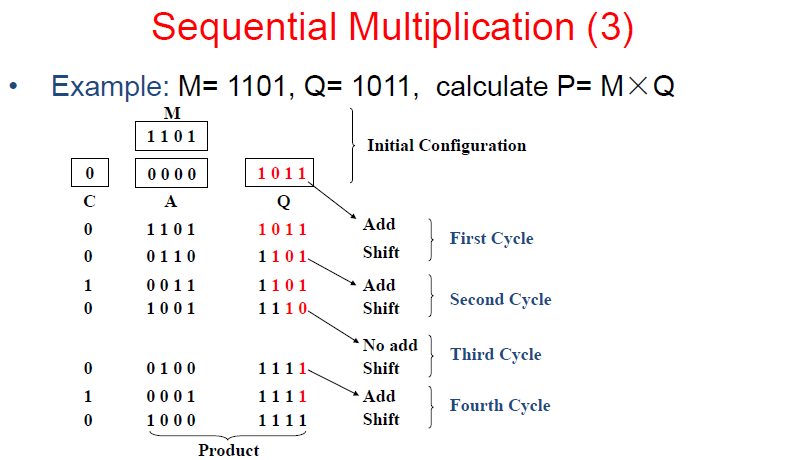 Sequential Multiplication (3)
• Example: M= 1101, Q= 1011, calculate P= M×Q
M
1 1 0 1
Initial Configuration
0 0 0 0 0 1 0 1 1
C A Q
0 1 1 0 1 1 0 1 1 Add
First Cycle
0 0 1 1 0 1 1 0 1 Shift
1 0 0 1 1 1 1 0 1 Add
Second Cycle
0 1 0 0 1 1 1 1 0 Shift
No add
Third Cycle
0 0 1 0 0 1 1 1 1 Shift
1 0 0 0 1 1 1 1 1 Add
Fourth Cycle
0 1 0 0 0 1 1 1 1 Shift
Product